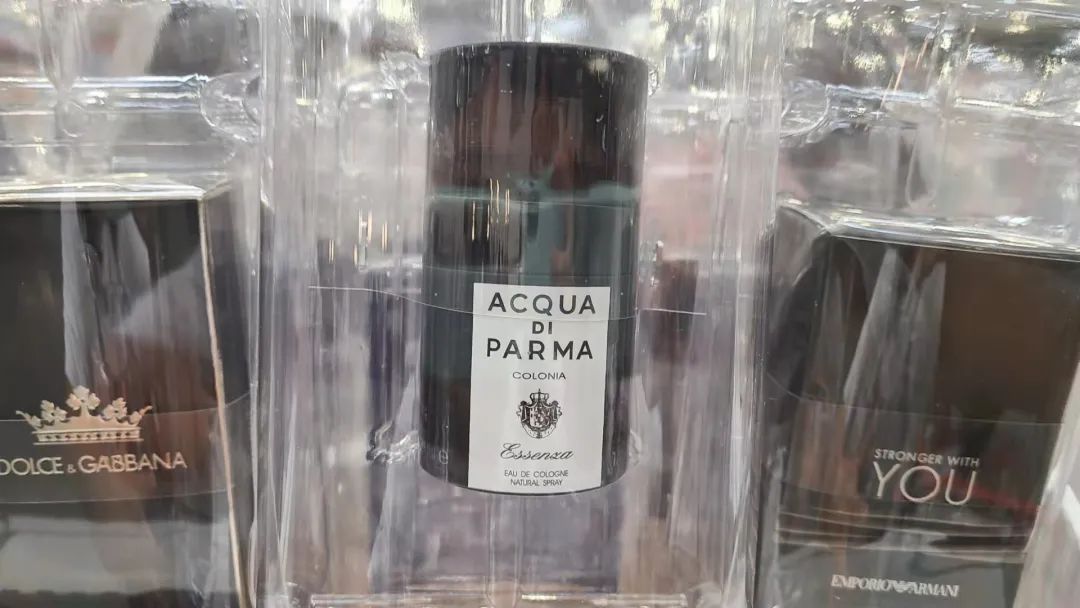 DOLCE & GABBANA
ACQUA
DI
PARMA
COLONIA
Essenza
EAU DE COLOGNE
NATURAL SPRAY
STRONGER WITH
YOU
EMPORIO ARMANI